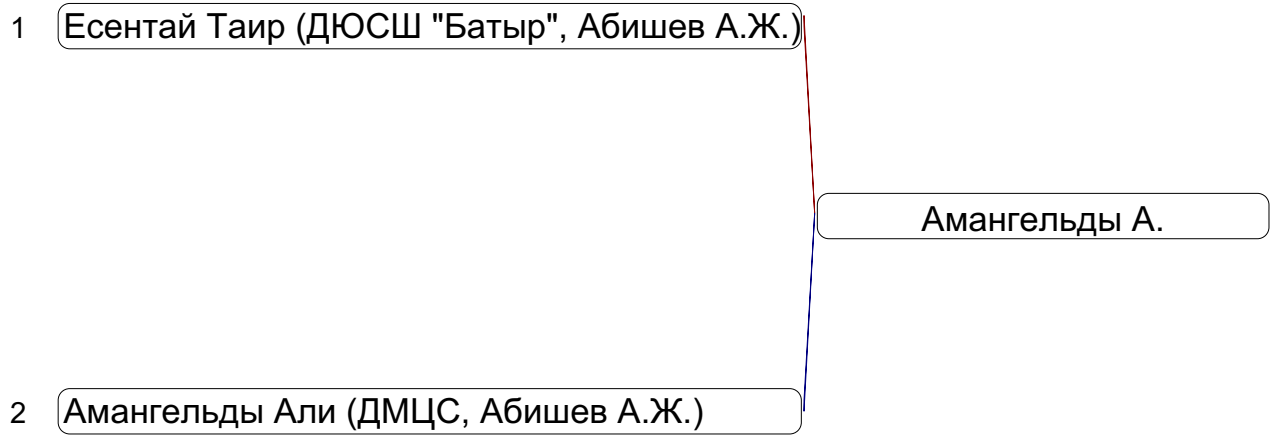 1 Есентай Таир (ДЮСШ "Батыр", Абишев А.Ж.)
Амангельды А.
2 Амангельды Али (ДМЦС, Абишев А.Ж.)